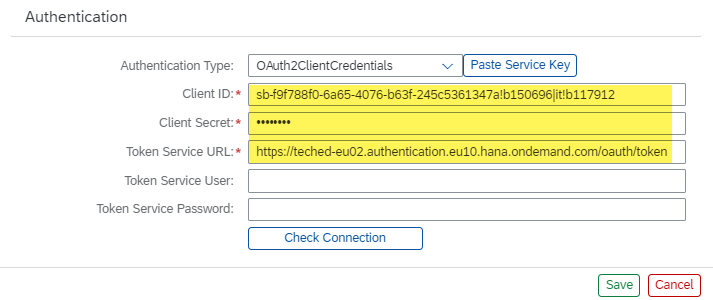 Authentication
Authentication Type: OAuth2ClientCredentials Paste Service Key
Client ID:* sb-f9f788f0-6a65-4076-b63f-245c5361347a!b150696|it!b117912
Client Secret:* ••••••••
Token Service URL:* https://teched-eu02.authentication.eu10.hana.ondemand.com/oauth/token
Token Service User:
Token Service Password:
Check Connection
Save Cancel